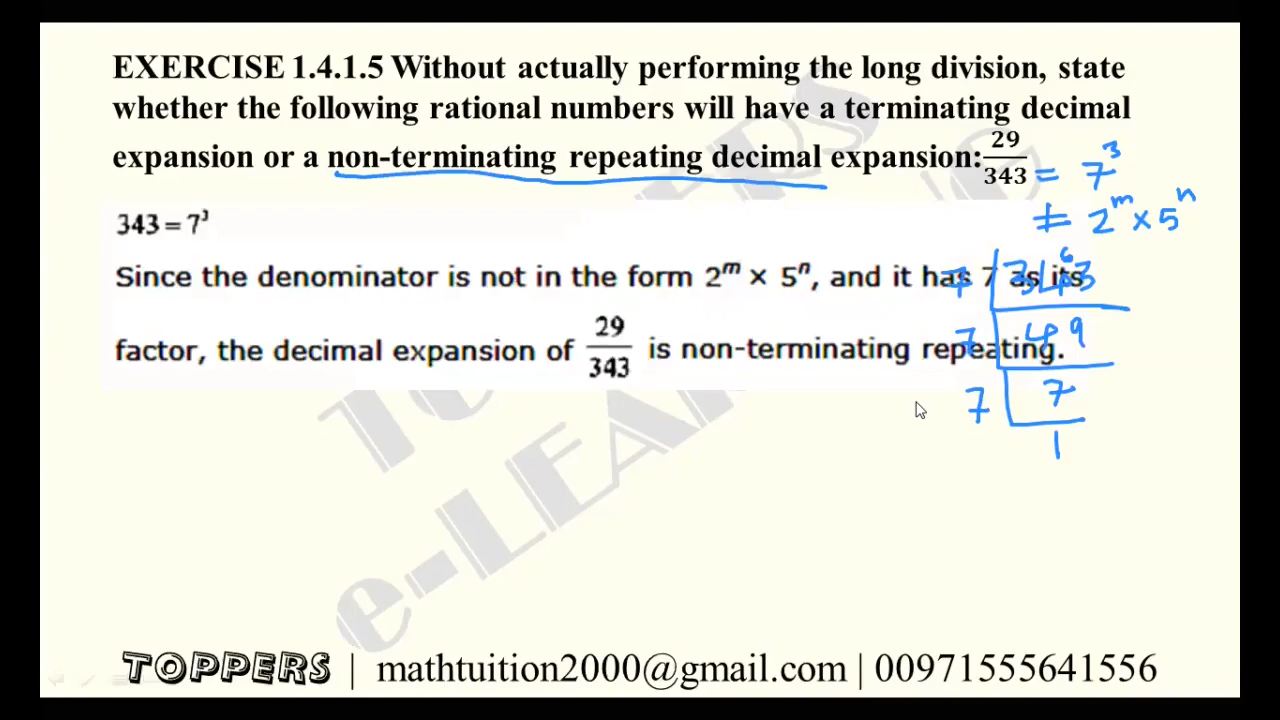 EXERCISE 1.4.1.5 Without actually performing the long division, state
whether the following rational numbers will have a terminating decimal
expansion or a non-terminating repeating decimal expansion: 29/343 = 7³
≠ 2ᵐ × 5ⁿ
343 = 7³
Since the denominator is not in the form 2ᵐ × 5ⁿ, and it has 7 as its
factor, the decimal expansion of 29/343 is non-terminating repeating.
7 | 34⁶3
7 | 49
7 | 7
1
e-LEAR
TOPPERS | mathtuition2000@gmail.com | 00971555641556